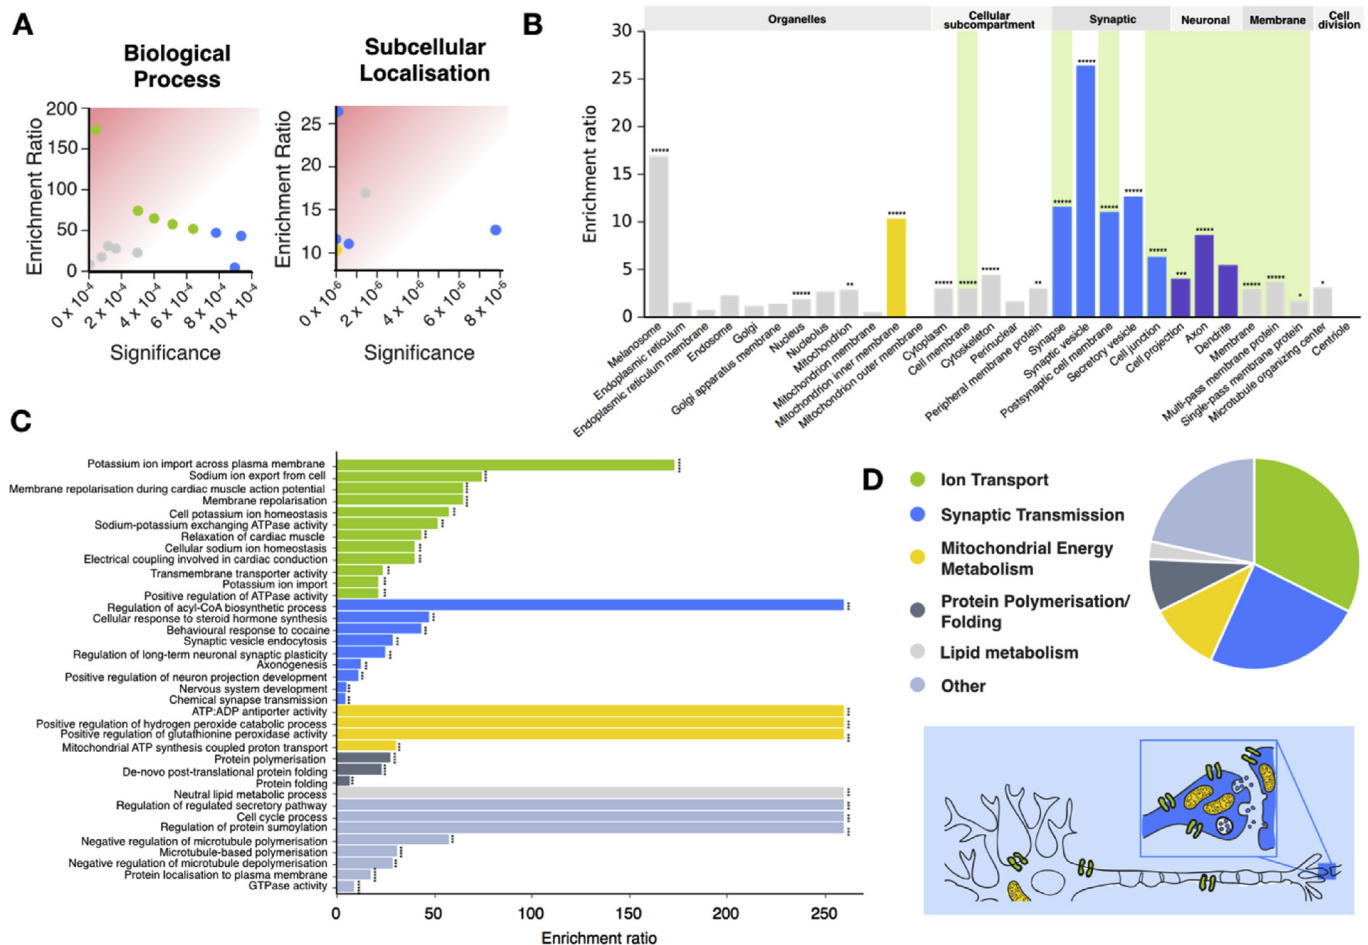 A
Biological
Process
Enrichment Ratio
200
150
100
50
0
0 x 10⁻⁴
2 x 10⁻⁴
4 x 10⁻⁴
6 x 10⁻⁴
8 x 10⁻⁴
10 x 10⁻⁴
Significance
Subcellular
Localisation
Enrichment Ratio
25
20
15
10
0 x 10⁻⁶
2 x 10⁻⁶
4 x 10⁻⁶
6 x 10⁻⁶
8 x 10⁻⁶
Significance
B
Organelles
Cellular
subcompartment
Synaptic
Neuronal
Membrane
Cell
division
Enrichment ratio
30
25
20
15
10
5
0
*****
*****
**
*****
*****
*****
*****
**
*****
*****
*****
*****
*****
***
*****
*****
*****
*
*
Melanosome
Endoplasmic reticulum
Endoplasmic reticulum membrane
Endosome
Golgi
Golgi apparatus membrane
Nucleus
Nucleolus
Mitochondrion
Mitochondrion membrane
Mitochondrion inner membrane
Mitochondrion outer membrane
Cytoplasm
Cell membrane
Cytoskeleton
Perinuclear
Peripheral membrane protein
Synapse
Synaptic vesicle
Postsynaptic cell membrane
Secretory vesicle
Cell junction
Cell projection
Axon
Dendrite
Membrane
Multi-pass membrane protein
Single-pass membrane protein
Microtubule organizing center
Centriole
C
Potassium ion import across plasma membrane
Sodium ion export from cell
Membrane repolarisation during cardiac muscle action potential
Membrane repolarisation
Cell potassium ion homeostasis
Sodium-potassium exchanging ATPase activity
Relaxation of cardiac muscle
Cellular sodium ion homeostasis
Electrical coupling involved in cardiac conduction
Transmembrane transporter activity
Potassium ion import
Positive regulation of ATPase activity
Regulation of acyl-CoA biosynthetic process
Cellular response to steroid hormone synthesis
Behavioural response to cocaine
Synaptic vesicle endocytosis
Regulation of long-term neuronal synaptic plasticity
Axonogenesis
Positive regulation of neuron projection development
Nervous system development
Chemical synapse transmission
ATP:ADP antiporter activity
Positive regulation of hydrogen peroxide catabolic process
Positive regulation of glutathionine peroxidase activity
Mitochondrial ATP synthesis coupled proton transport
Protein polymerisation
De-novo post-translational protein folding
Protein folding
Neutral lipid metabolic process
Regulation of regulated secretory pathway
Cell cycle process
Regulation of protein sumoylation
Negative regulation of microtubule polymerisation
Microtubule-based polymerisation
Negative regulation of microtubule depolymerisation
Protein localisation to plasma membrane
GTPase activity
0
50
100
150
200
250
Enrichment ratio
D
Ion Transport
Synaptic Transmission
Mitochondrial Energy
Metabolism
Protein Polymerisation/
Folding
Lipid metabolism
Other